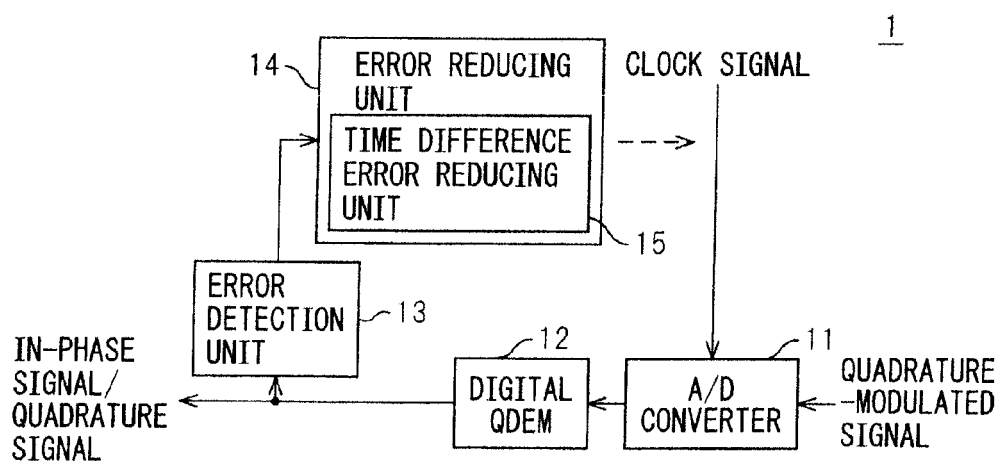 1
14
ERROR REDUCING
UNIT
CLOCK SIGNAL
TIME DIFFERENCE
ERROR REDUCING
UNIT
15
ERROR
DETECTION
UNIT
13
IN-PHASE
SIGNAL/
QUADRATURE
SIGNAL
12
DIGITAL
QDEM
11
A/D
CONVERTER
QUADRATURE
-MODULATED
SIGNAL